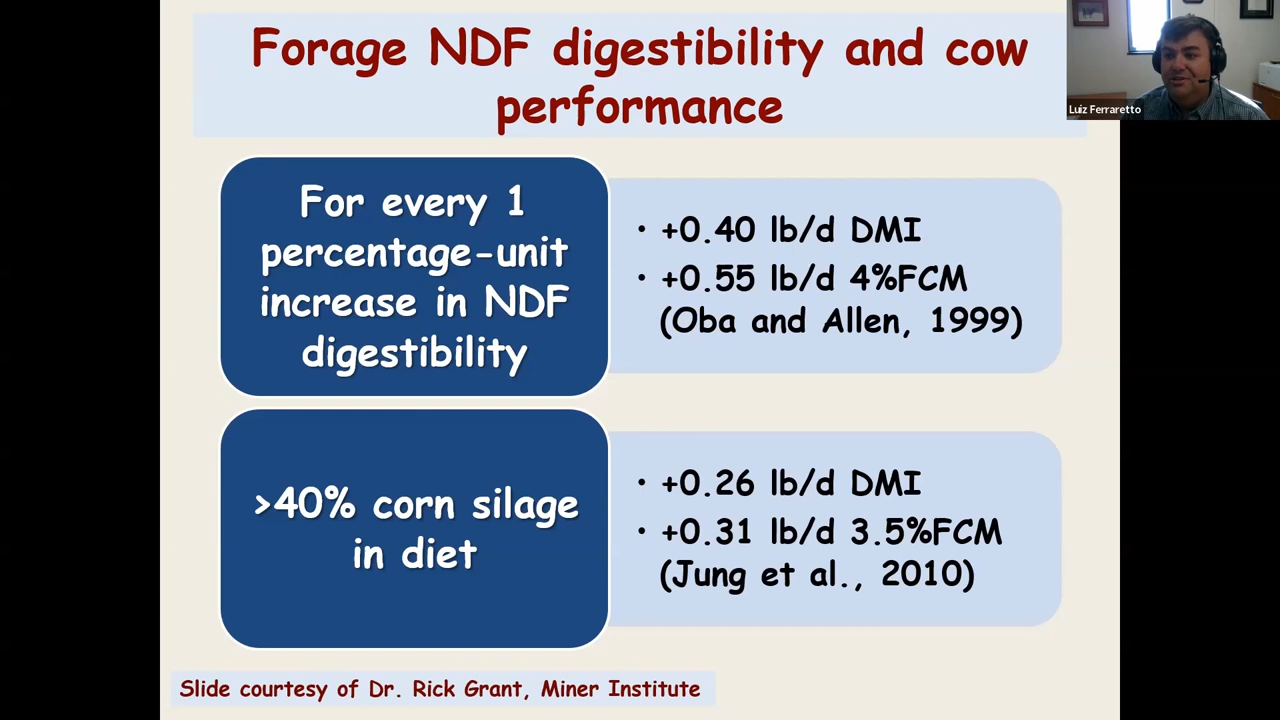 Forage NDF digestibility and cow
performance
Luiz Ferraretto
For every 1
percentage-unit
increase in NDF
digestibility
• +0.40 lb/d DMI
• +0.55 lb/d 4%FCM
(Oba and Allen, 1999)
>40% corn silage
in diet
• +0.26 lb/d DMI
• +0.31 lb/d 3.5%FCM
(Jung et al., 2010)
Slide courtesy of Dr. Rick Grant, Miner Institute